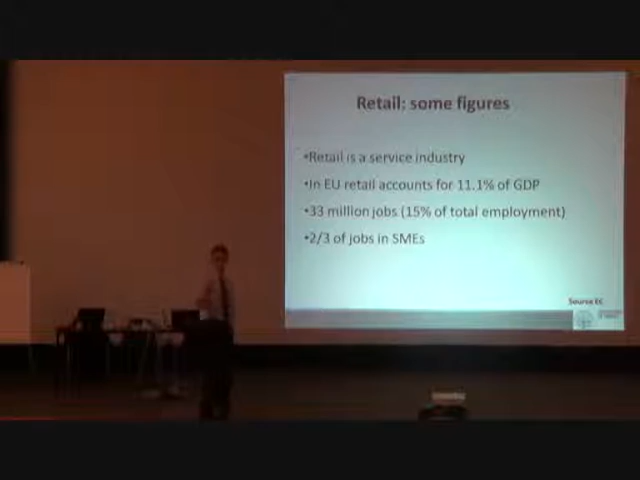 Retail: some figures
•Retail is a service industry
•In EU retail accounts for 11.1% of GDP
•33 million jobs (15% of total employment)
•2/3 of jobs in SMEs
Source EC